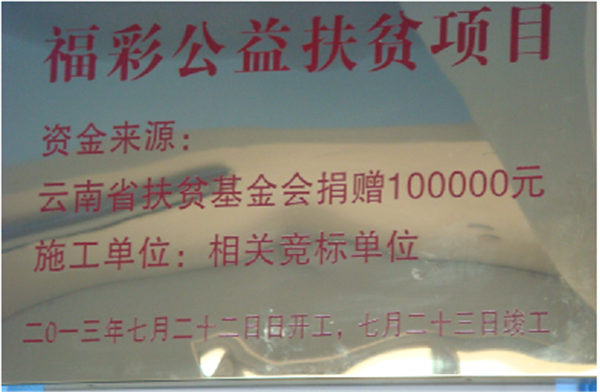 福彩公益扶贫项目
资金来源：
云南省扶贫基金会捐赠100000元
施工单位：相关竞标单位
二0一三年七月二十二日日开工，七月二十三日竣工